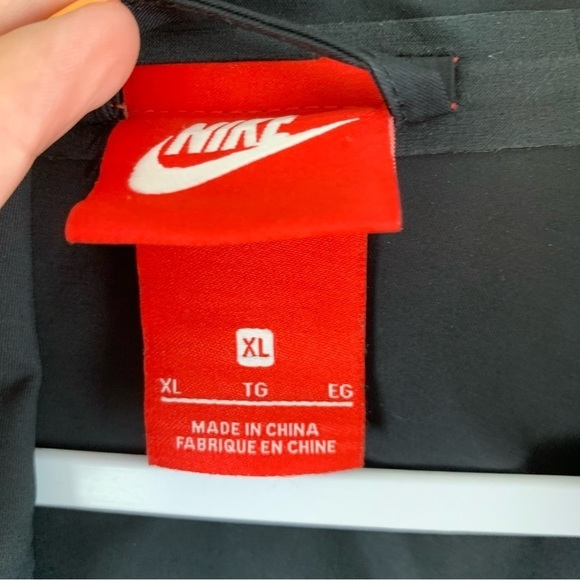 NIKE
XL
XL TG EG
MADE IN CHINA
FABRIQUE EN CHINE